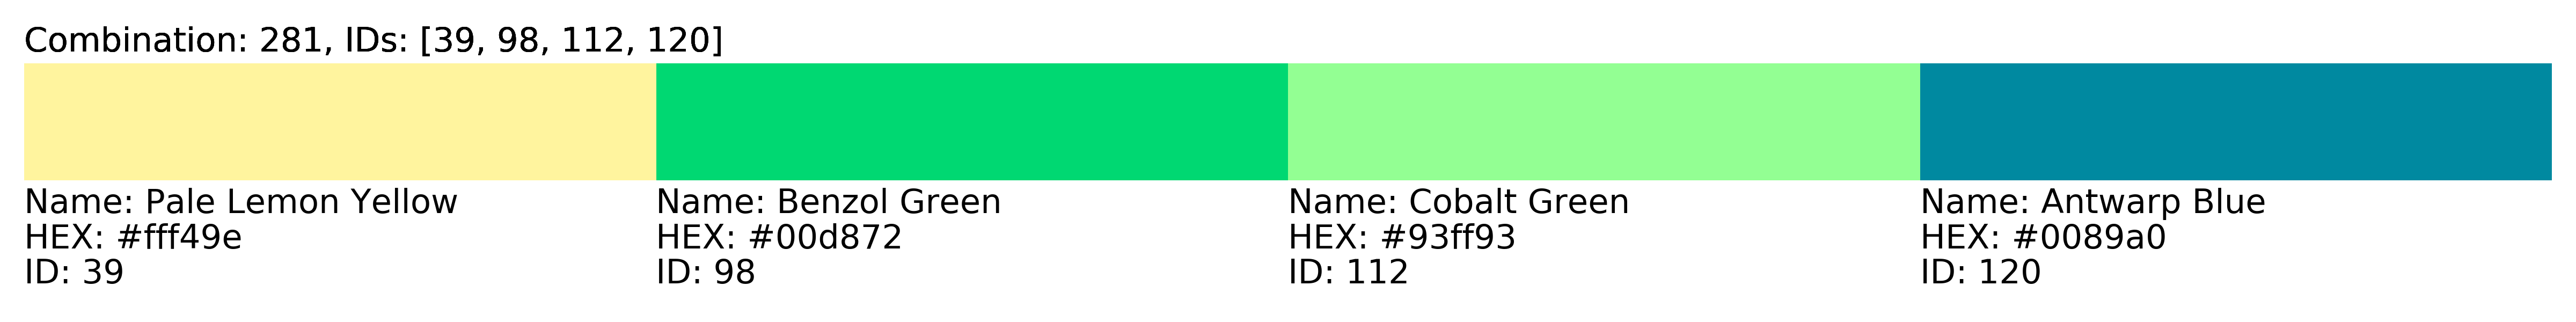 Combination: 281, IDs: [39, 98, 112, 120]
Name: Pale Lemon Yellow
HEX: #fff49e
ID: 39
Name: Benzol Green
HEX: #00d872
ID: 98
Name: Cobalt Green
HEX: #93ff93
ID: 112
Name: Antwarp Blue
HEX: #0089a0
ID: 120